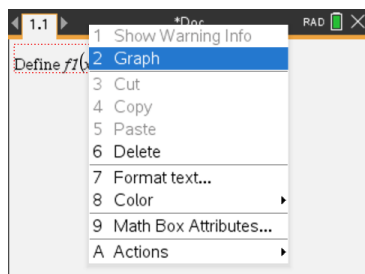 1.1 *Doc RAD
Define f1(x
1 Show Warning Info
2 Graph
3 Cut
4 Copy
5 Paste
6 Delete
7 Format text...
8 Color
9 Math Box Attributes...
A Actions